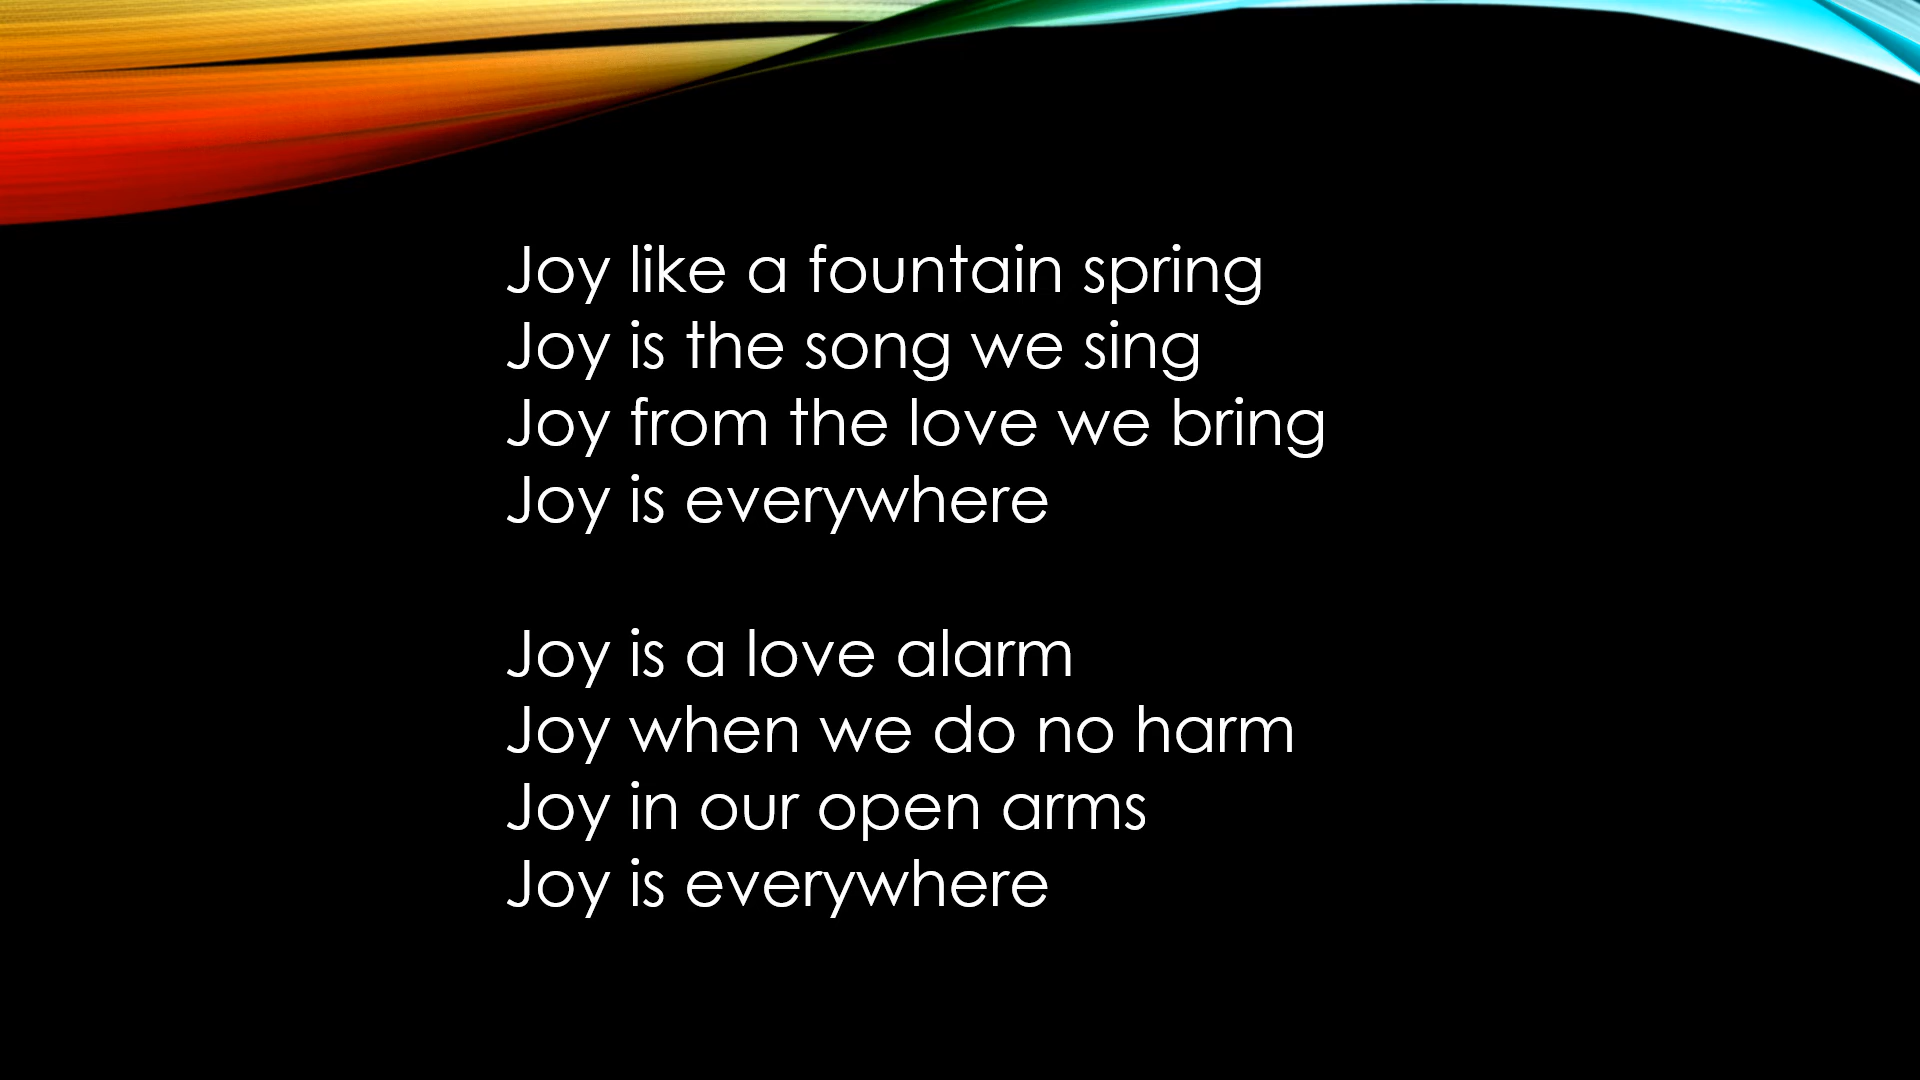 Joy like a fountain spring
Joy is the song we sing
Joy from the love we bring
Joy is everywhere
Joy is a love alarm
Joy when we do no harm
Joy in our open arms
Joy is everywhere